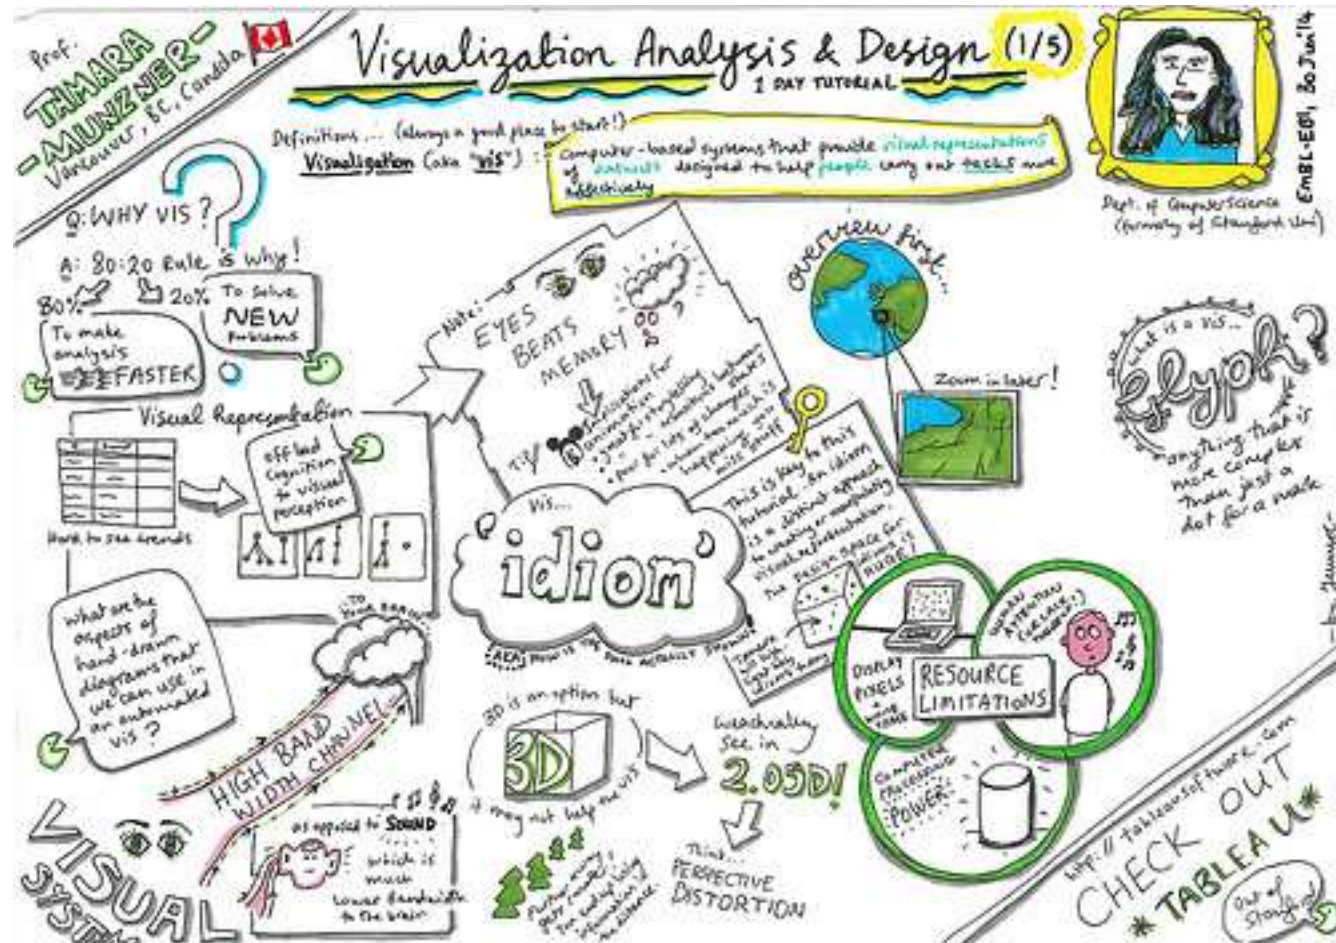 Prof.
TAMARA
-MUNZNER-
Vancouver, BC, Canada
Visualization Analysis & Design (1/5)
1 DAY TUTORIAL
EMBL-EBI, 30 Jun '14
Dept. of Computer Science
(formerly of Stanford Uni)
Definitions... (always a good place to start!)
Visualization (aka "vis") :
computer-based systems that provide visual representations
of datasets designed to help people carry out tasks more
effectively
Q: WHY VIS?
A: 80:20 Rule is why!
80%
20%
To make
analysis
FASTER
To solve
NEW
Problems
Visual Representation
Hard to see trends
offload
Cognition
to visual
perception
What are the
aspects of
hand-drawn
diagrams that
we can use in
an automated
vis?
Note:
EYES
BEATS
MEMORY
?
Tip
great for storytelling
overview first...
Zoom in later!
What is a vis...
Glyph?
anything that is
more complex
than just a
dot for a mark
vis...
'idiom'
This is key to this
tutorial. an idiom
is a distinct approach
to creating or manipulating
visual representation.
The design space for
idioms is
HUGE!
TO
YOUR BRAIN...
HIGH BAND
WIDTH CHANNEL
VISUAL
SYSTEM
as opposed to SOUND
which is
much
Lower Bandwidth
to the brain
3D is an option but
3D
it may not help the vis
we actually
see in
2.05D!
Think...
PERSPECTIVE
DISTORTION
RESOURCE
LIMITATIONS
DISPLAY
PIXELS
HUMAN
ATTENTION
COMPUTER
PROCESSING
POWER
http://tableausoftware.com
CHECK OUT
*TABLEAU*
Out of
Stanford